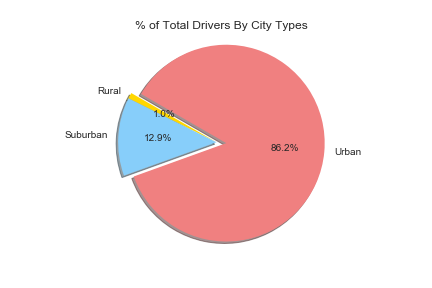 % of Total Drivers By City Types
Rural
1.0%
Suburban
12.9%
86.2%
Urban